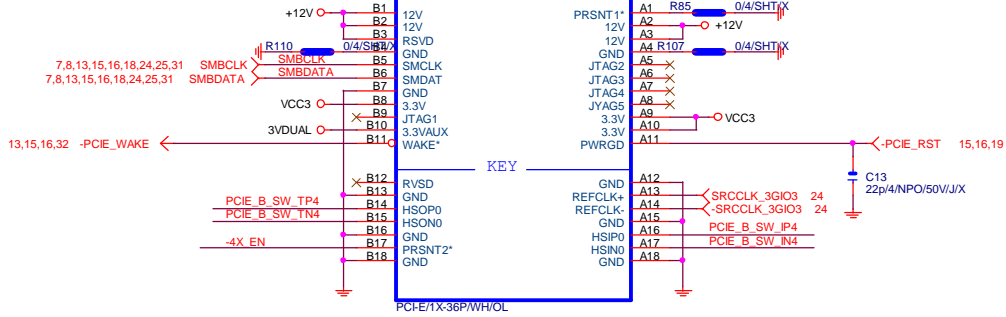 +12V B1 12V PRSNT1* A1 R85 0/4/SHT/X
B2 12V 12V A2 +12V
B3 RSVD 12V A3
R110 0/4/SHT/X B4 GND GND A4 R107 0/4/SHT/X
7,8,13,15,16,18,24,25,31 SMBCLK SMBCLK B5 SMCLK JTAG2 A5
7,8,13,15,16,18,24,25,31 SMBDATA SMBDATA B6 SMDAT JTAG3 A6
B7 GND JTAG4 A7
VCC3 B8 3.3V JYAG5 A8
B9 JTAG1 3.3V A9 VCC3
3VDUAL B10 3.3VAUX 3.3V A10
13,15,16,32 -PCIE_WAKE B11 WAKE* PWRGD A11 -PCIE_RST 15,16,19
KEY
C13
22p/4/NPO/50V/J/X
B12 RVSD GND A12
B13 GND REFCLK+ A13 SRCCLK_3GIO3 24
PCIE_B_SW_TP4 B14 HSOP0 REFCLK- A14 -SRCCLK_3GIO3 24
PCIE_B_SW_TN4 B15 HSON0 GND A15
B16 GND HSIP0 A16 PCIE_B_SW_IP4
-4X_EN B17 PRSNT2* HSIN0 A17 PCIE_B_SW_IN4
B18 GND GND A18
PCI-E/1X-36P/WH/OL